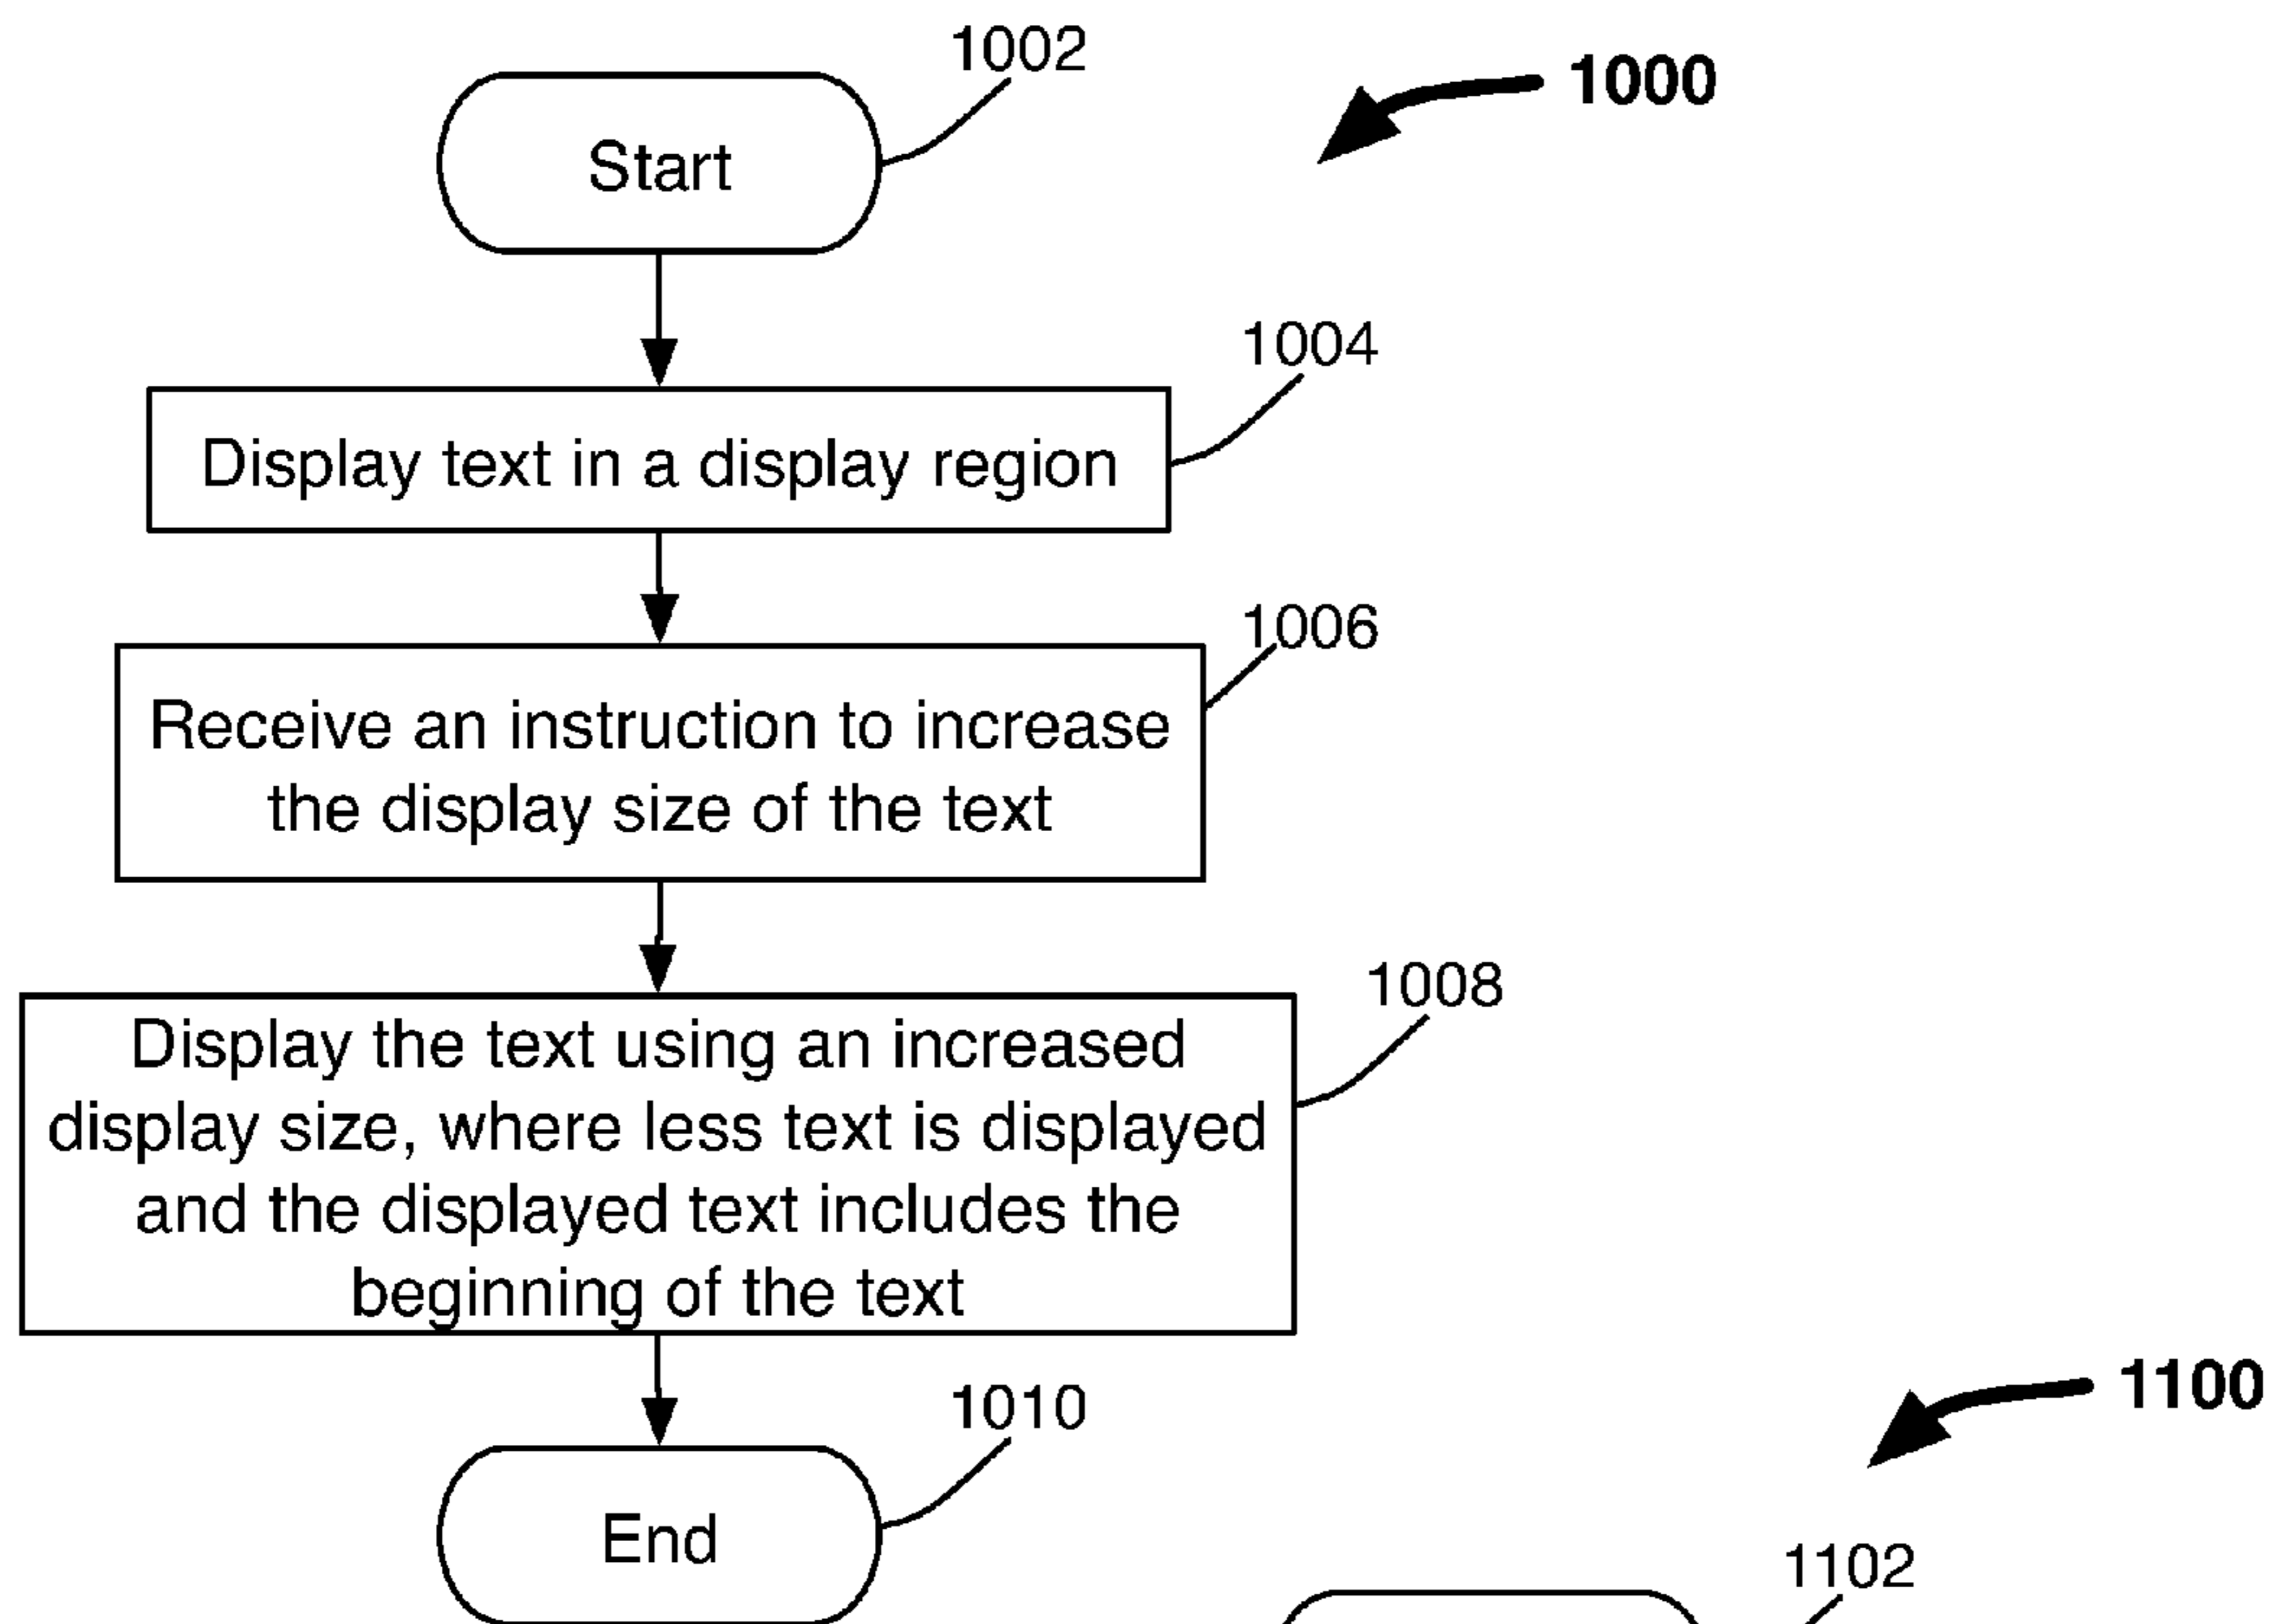 1002
1000
Start
1004
Display text in a display region
1006
Receive an instruction to increase
the display size of the text
1008
Display the text using an increased
display size, where less text is displayed
and the displayed text includes the
beginning of the text
1010
End
1100
1102